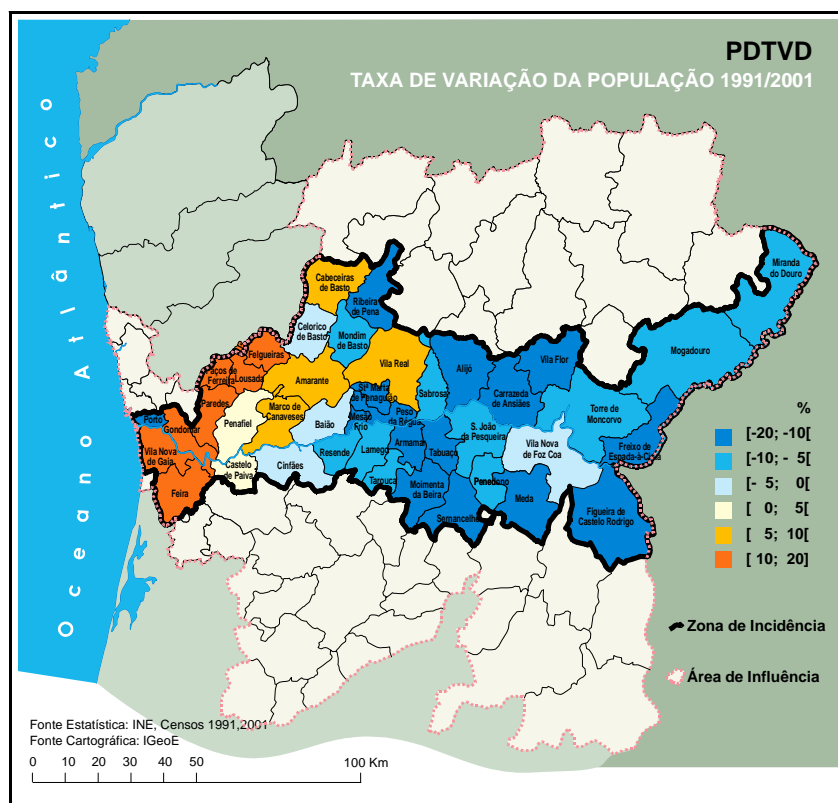 PDTVD
TAXA DE VARIAÇÃO DA POPULAÇÃO 1991/2001
Oceano Atlântico
Miranda
do Douro
Cabeceiras
de Basto
Ribeira
de Pena
Celorico
de Basto
Mondim
de Basto
Mogadouro
Vila Real
Felgueiras
Paços de
Ferreira
Lousada
Amarante
Sabrosa
Alijó
Vila Flor
Carrazeda
de Ansiães
Stª Marta
de Penaguião
Paredes
Marco de
Canaveses
Mesão
Frio
Peso
da Régua
Torre de
Moncorvo
Porto
Gondomar
Penafiel
Baião
S. João
da Pesqueira
Vila Nova
de Gaia
Lamego
Armamar
Tabuaço
Vila Nova
de Foz Coa
Freixo de
Espada-à-Cinta
Castelo
de Paiva
Cinfães
Resende
Feira
Tarouca
Moimenta
da Beira
Penedono
Meda
Sernancelhe
Figueira de
Castelo Rodrigo
%
[-20; -10[
[-10; - 5[
[- 5; 0[
[ 0; 5[
[ 5; 10[
[ 10; 20]
Zona de Incidência
Área de Influência
Fonte Estatística: INE, Censos 1991,2001
Fonte Cartográfica: IGeoE
0 10 20 30 40 50 100 Km